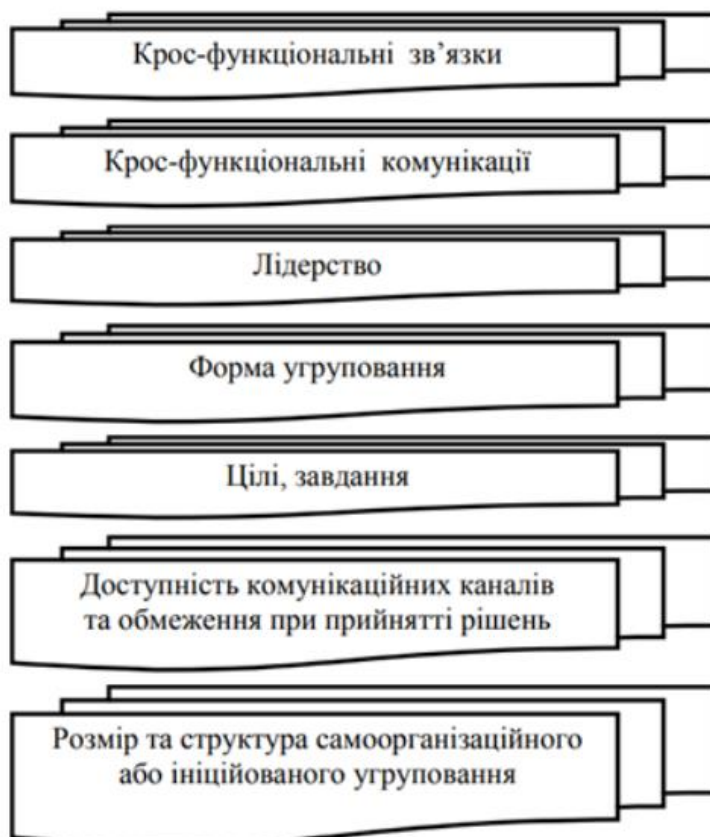 Крос-функціональні зв’язки
Крос-функціональні комунікації
Лідерство
Форма угруповання
Цілі, завдання
Доступність комунікаційних каналів
та обмеження при прийнятті рішень
Розмір та структура самоорганізаційного
або ініційованого угруповання